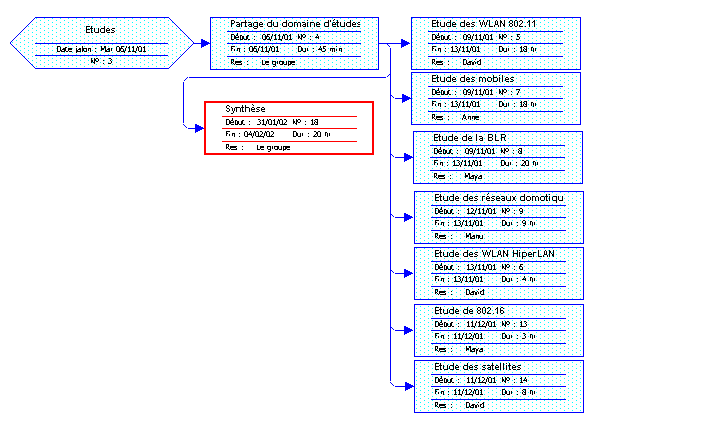 Etudes
Date jalon : Mar 06/11/01
N° : 3
Partage du domaine d'études
Début : 06/11/01 N° : 4
Fin : 06/11/01 Dur : 45 min
Res : Le groupe
Synthèse
Début : 31/01/02 N° : 18
Fin : 04/02/02 Dur : 20 h
Res : Le groupe
Etude des WLAN 802.11
Début : 09/11/01 N° : 5
Fin : 13/11/01 Dur : 18 h
Res : David
Etude des mobiles
Début : 09/11/01 N° : 7
Fin : 13/11/01 Dur : 18 h
Res : Anne
Etude de la BLR
Début : 09/11/01 N° : 8
Fin : 13/11/01 Dur : 20 h
Res : Maya
Etude des réseaux domotiqu
Début : 12/11/01 N° : 9
Fin : 13/11/01 Dur : 9 h
Res : Manu
Etude des WLAN HiperLAN
Début : 13/11/01 N° : 6
Fin : 13/11/01 Dur : 4 h
Res : David
Etude de 802.16
Début : 11/12/01 N° : 13
Fin : 11/12/01 Dur : 3 h
Res : Maya
Etude des satellites
Début : 11/12/01 N° : 14
Fin : 11/12/01 Dur : 8 h
Res : David